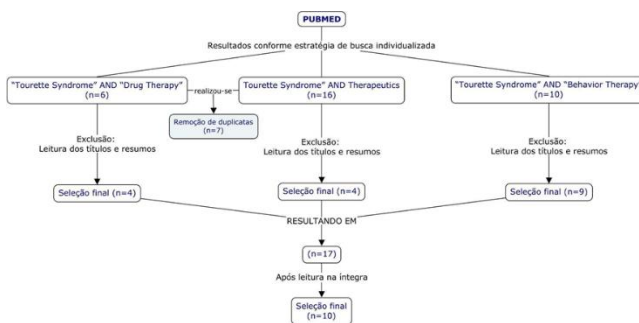 PUBMED
Resultados conforme estratégia de busca individualizada
"Tourette Syndrome" AND "Drug Therapy"
(n=6)
realizou-se
Tourette Syndrome" AND Therapeutics
(n=16)
"Tourette Syndrome" AND "Behavior Therapy"
(n=10)
Remoção de duplicatas
(n=7)
Exclusão:
Leitura dos títulos e resumos
Exclusão:
Leitura dos títulos e resumos
Exclusão:
Leitura dos títulos e resumos
Seleção final (n=4)
Seleção final (n=4)
Seleção final (n=9)
RESULTANDO EM
(n=17)
Após leitura na íntegra
Seleção final
(n=10)